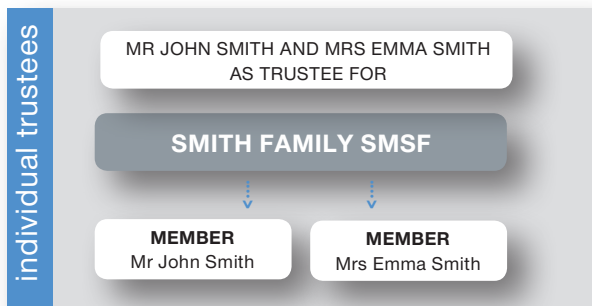 individual trustees
MR JOHN SMITH AND MRS EMMA SMITH
AS TRUSTEE FOR
SMITH FAMILY SMSF
MEMBER
Mr John Smith
MEMBER
Mrs Emma Smith